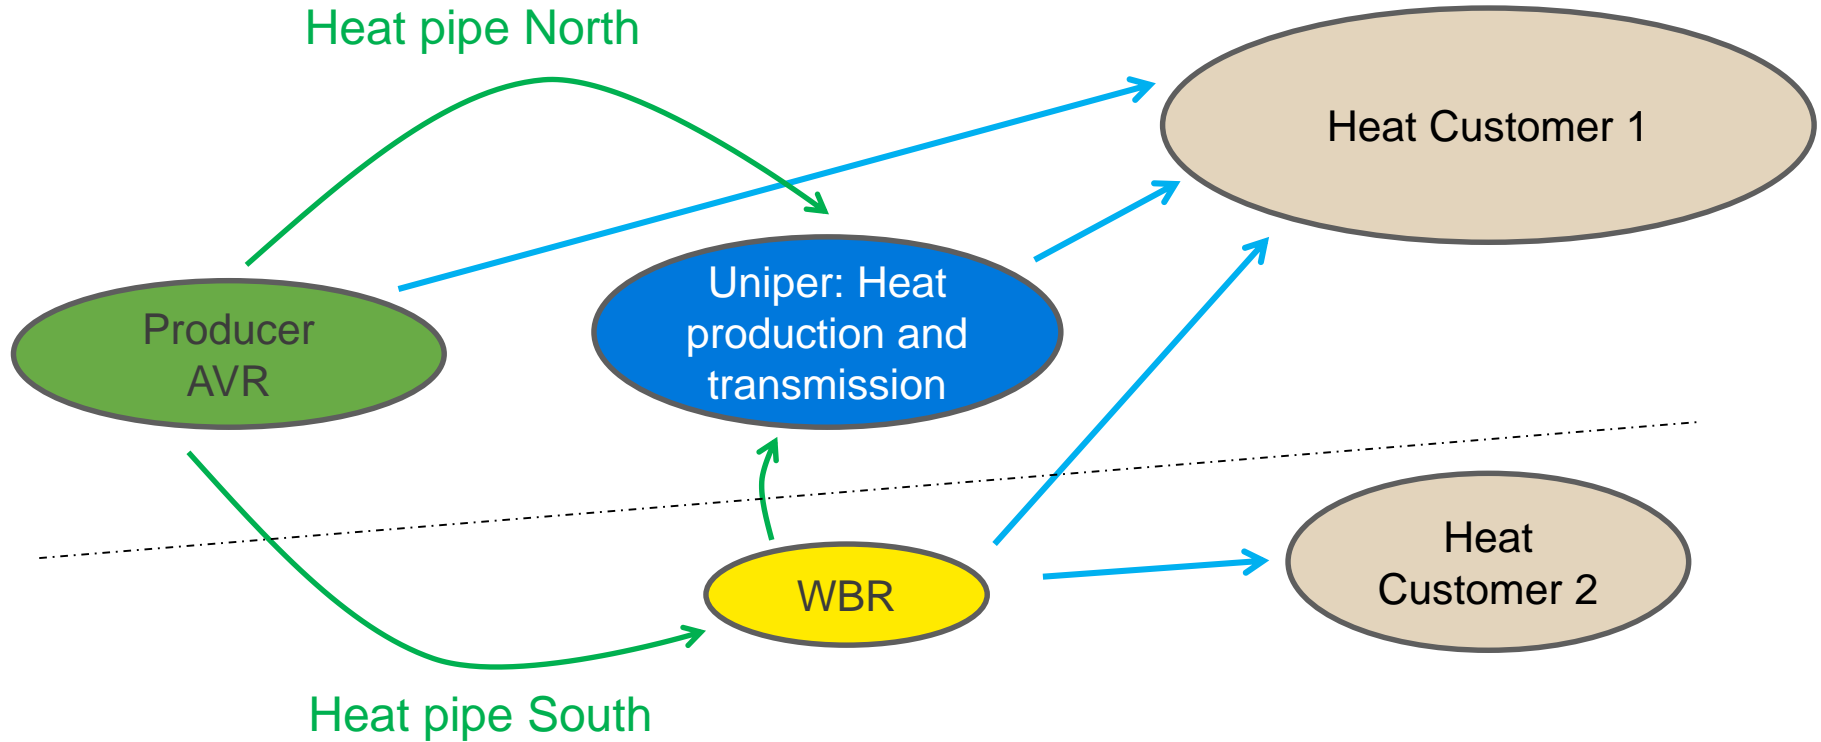 Heat pipe North
Heat Customer 1
Producer
AVR
Uniper: Heat
production and
transmission
Heat
Customer 2
WBR
Heat pipe South